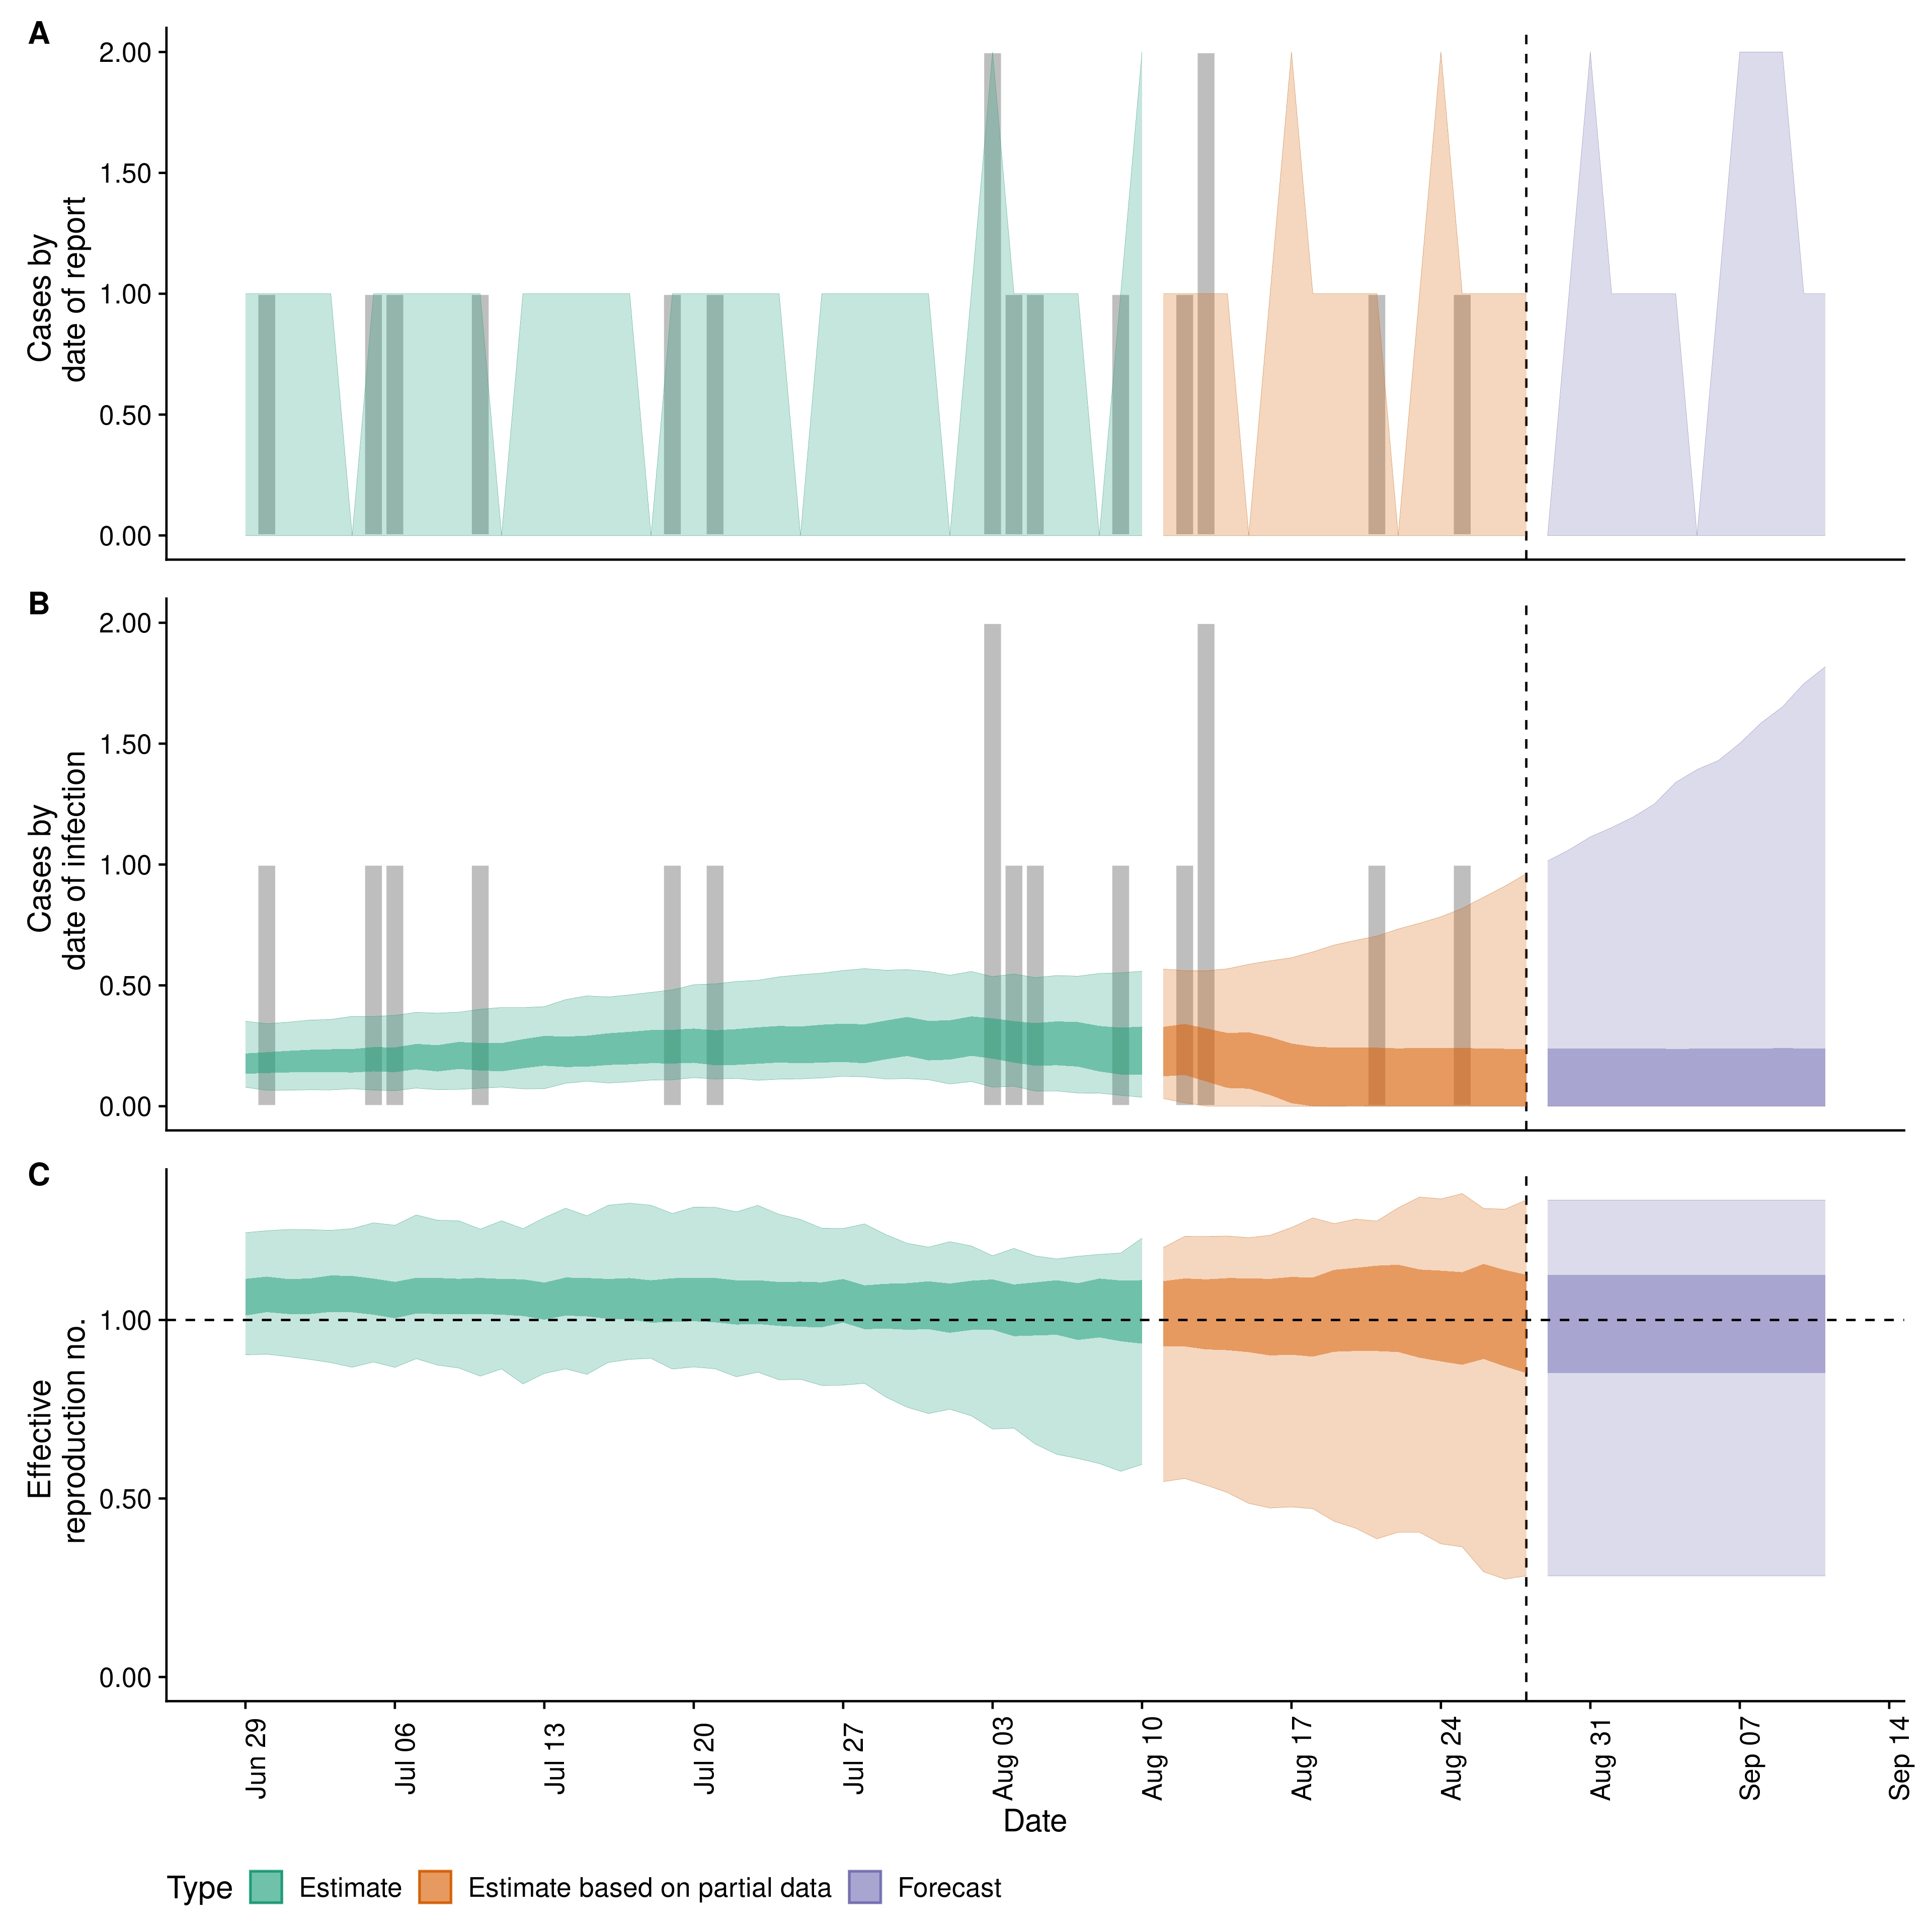 A
2.00
1.50
1.00
0.50
0.00
Cases by
date of report
B
2.00
1.50
1.00
0.50
0.00
Cases by
date of infection
C
1.00
0.50
0.00
Effective
reproduction no.
Jun 29
Jul 06
Jul 13
Jul 20
Jul 27
Aug 03
Aug 10
Aug 17
Aug 24
Aug 31
Sep 07
Sep 14
Date
Type Estimate Estimate based on partial data Forecast